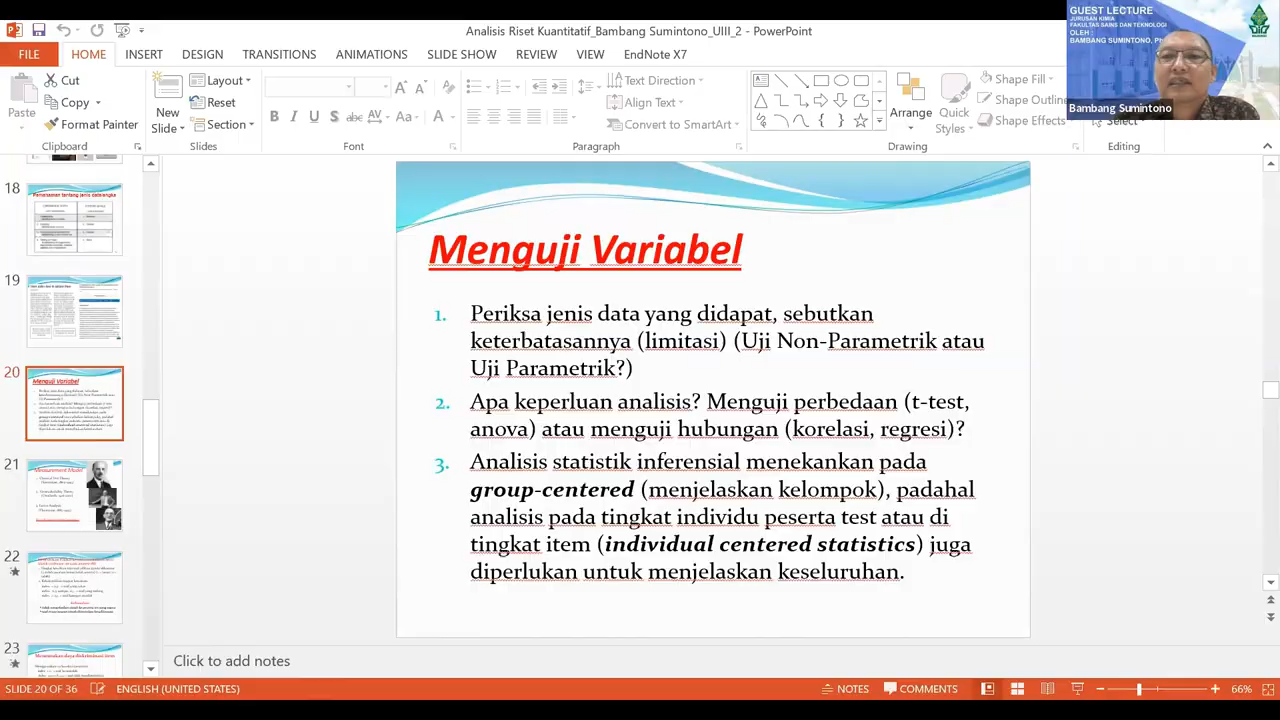 Analisis Riset Kuantitatif_Bambang Sumintono_UIII_2 - PowerPoint
GUEST LECTURE
JURUSAN KIMIA
FAKULTAS SAINS DAN TEKNOLOGI
OLEH :
BAMBANG SUMINTONO,
Bambang Sumintono
FILE HOME INSERT DESIGN TRANSITIONS ANIMATIONS SLIDE SHOW REVIEW VIEW EndNote X7
Paste
Cut
Copy
Format Painter
Clipboard
New
Slide
Layout
Reset
Section
Slides
B I U S abc AV Aa A
Font
Text Direction
Align Text
Convert to SmartArt
Paragraph
Arrange
Quick
Styles
Shape Fill
Shape Outline
Shape Effects
Drawing
Select
Editing
18
19
20
Menguji Variabel
21
Measurement Model
22
23
Menguji Variabel
1. Periksa jenis data yang didapat, sebutkan
keterbatasannya (limitasi) (Uji Non-Parametrik atau
Uji Parametrik?)
2. Apa keperluan analisis? Menguji perbedaan (t-test,
anova) atau menguji hubungan (korelasi, regresi)?
3. Analisis statistik inferensial menekankan pada
group-centered (menjelaskan kelompok), padahal
analisis pada tingkat individu peserta test atau di
tingkat item (individual centered statistics) juga
diperlukan untuk menjelaskan keseluruhan.
Click to add notes
SLIDE 20 OF 36 ENGLISH (UNITED STATES) NOTES COMMENTS 66%